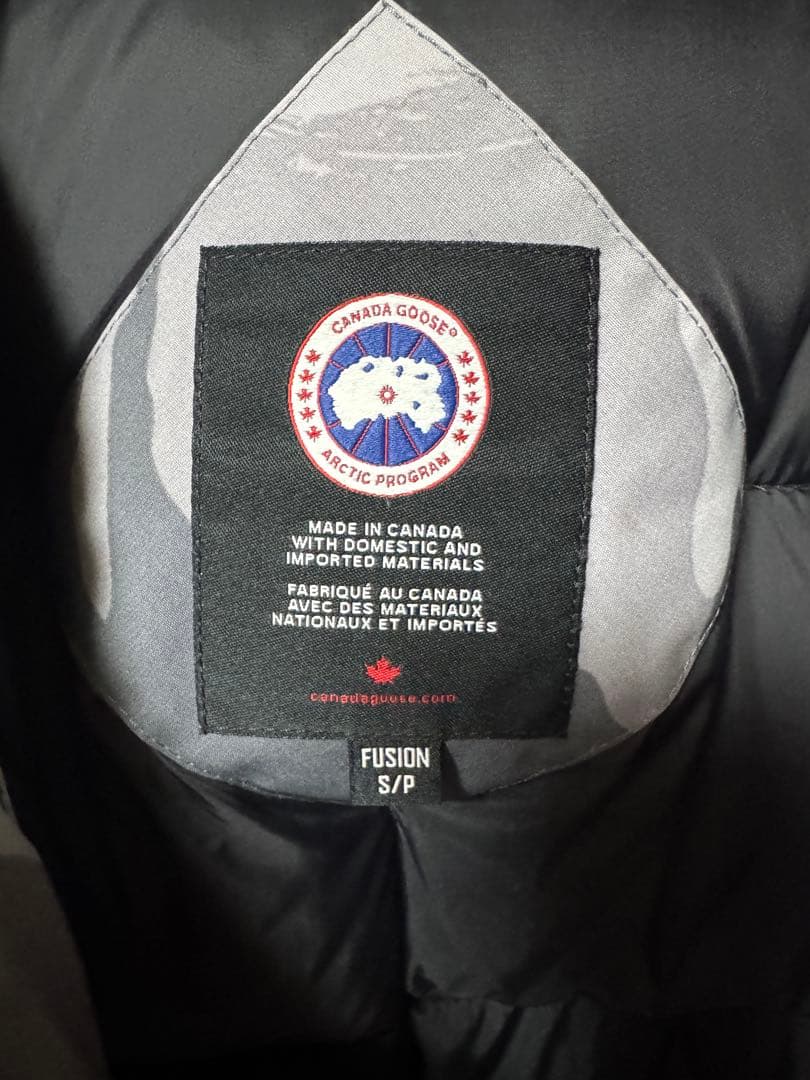 CANADA GOOSE®
ARCTIC PROGRAM
MADE IN CANADA
WITH DOMESTIC AND
IMPORTED MATERIALS
FABRIQUÉ AU CANADA
AVEC DES MATERIAUX
NATIONAUX ET IMPORTÉS
canadagoose.com
FUSION
S/P